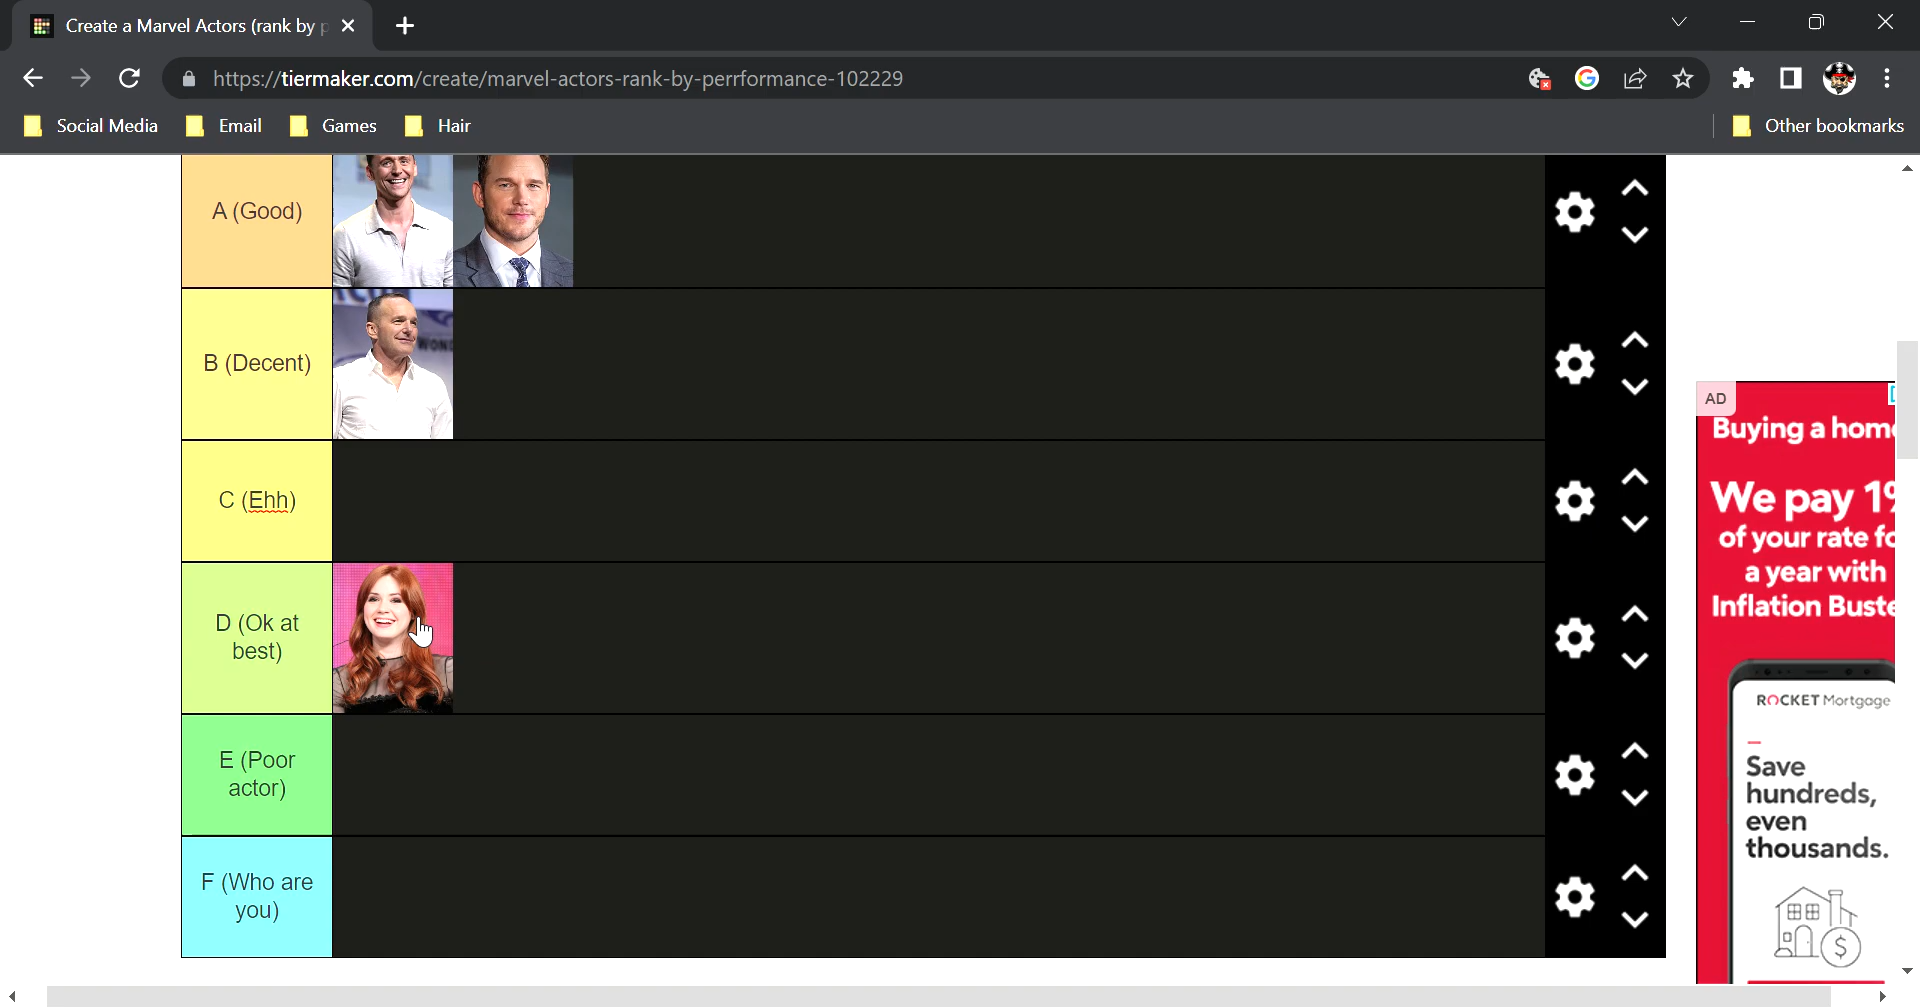 Create a Marvel Actors (rank by p
https://tiermaker.com/create/marvel-actors-rank-by-perrformance-102229
Social Media
Email
Games
Hair
Other bookmarks
A (Good)
B (Decent)
C (Ehh)
D (Ok at
best)
E (Poor
actor)
F (Who are
you)
AD
Buying a hom
We pay 1%
of your rate fo
a year with
Inflation Buste
ROCKET Mortgage
Save
hundreds,
even
thousands.
$